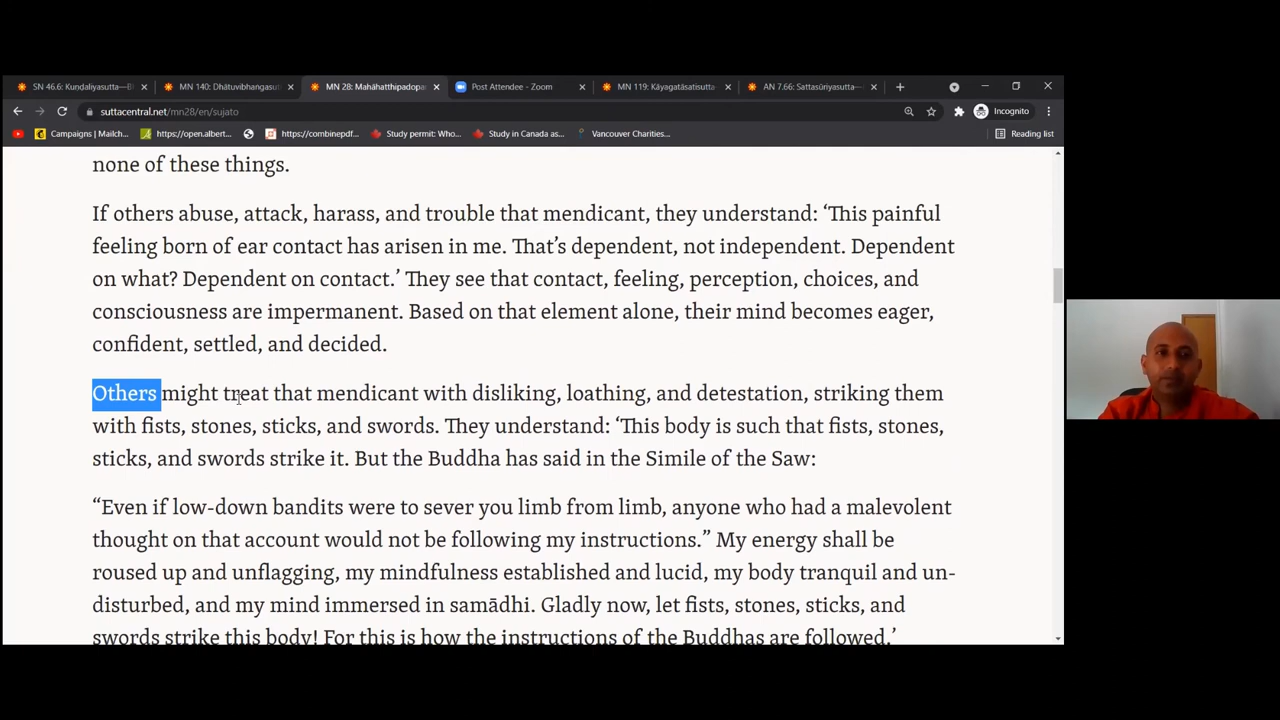 SN 46.6: Kuṇḍaliyasutta—B
MN 140: Dhātuvibhaṅgasut
MN 28: Mahāhatthipadopa
Post Attendee - Zoom
MN 119: Kāyagatāsatisutta
AN 7.66: Sattasūriyasutta—
suttacentral.net/mn28/en/sujato
Incognito
Campaigns | Mailch...
https://open.albert...
https://combinepdf...
Study permit: Who...
Study in Canada as...
Vancouver Charities...
Reading list
none of these things.
If others abuse, attack, harass, and trouble that mendicant, they understand: ‘This painful
feeling born of ear contact has arisen in me. That’s dependent, not independent. Dependent
on what? Dependent on contact.’ They see that contact, feeling, perception, choices, and
consciousness are impermanent. Based on that element alone, their mind becomes eager,
confident, settled, and decided.
Others might treat that mendicant with disliking, loathing, and detestation, striking them
with fists, stones, sticks, and swords. They understand: ‘This body is such that fists, stones,
sticks, and swords strike it. But the Buddha has said in the Simile of the Saw:
“Even if low-down bandits were to sever you limb from limb, anyone who had a malevolent
thought on that account would not be following my instructions.” My energy shall be
roused up and unflagging, my mindfulness established and lucid, my body tranquil and un-
disturbed, and my mind immersed in samādhi. Gladly now, let fists, stones, sticks, and
swords strike this body! For this is how the instructions of the Buddhas are followed.’